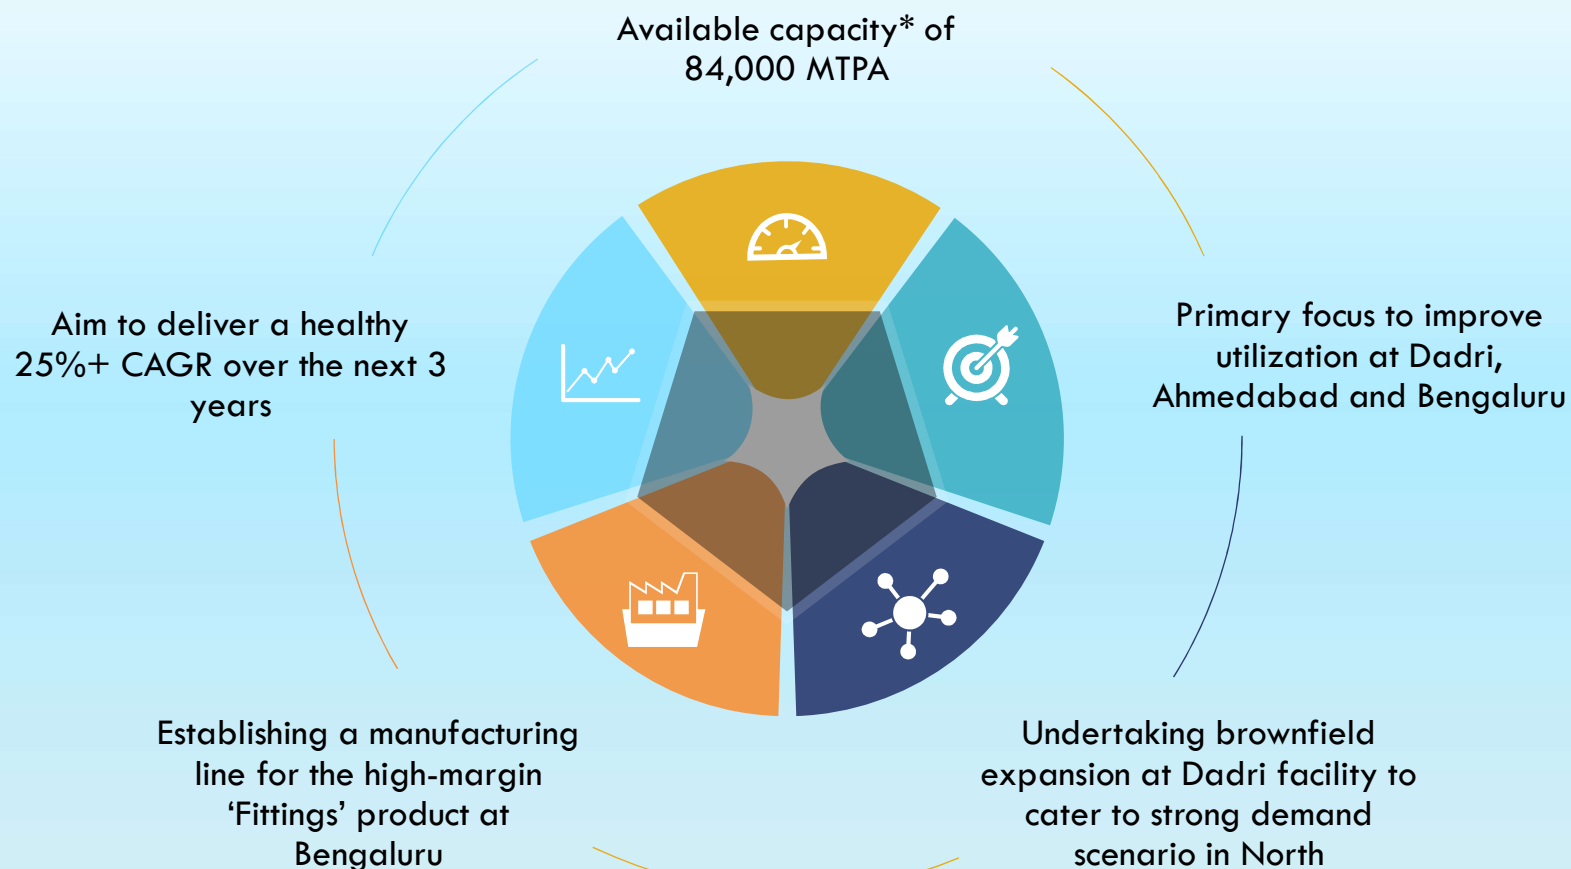 Available capacity* of
84,000 MTPA
Primary focus to improve
utilization at Dadri,
Ahmedabad and Bengaluru
Undertaking brownfield
expansion at Dadri facility to
cater to strong demand
scenario in North
Establishing a manufacturing
line for the high-margin
‘Fittings’ product at
Bengaluru
Aim to deliver a healthy
25%+ CAGR over the next 3
years